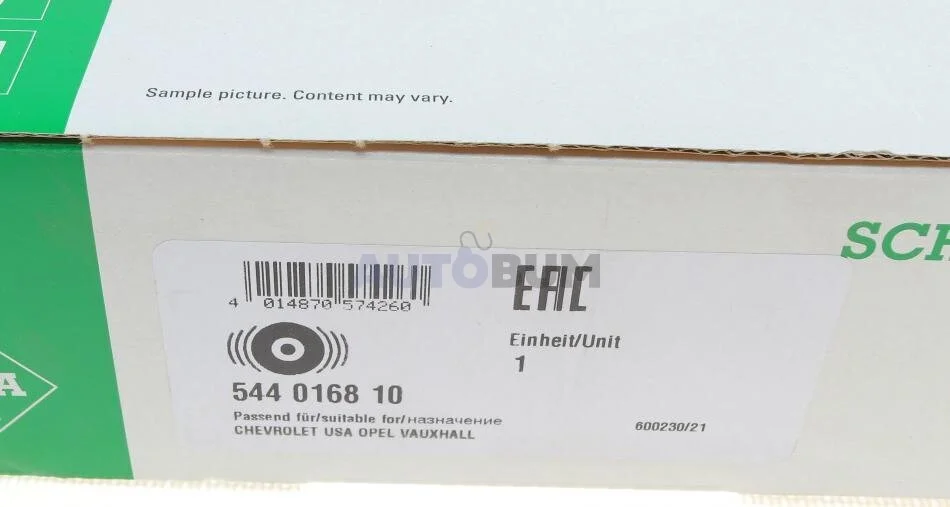 Sample picture. Content may vary.
SCH
AUTOBUM
EAC
4 014870 574260
Einheit/Unit
1
544 0168 10
Passend für/suitable for/назначение
CHEVROLET USA OPEL VAUXHALL
600230/21
A